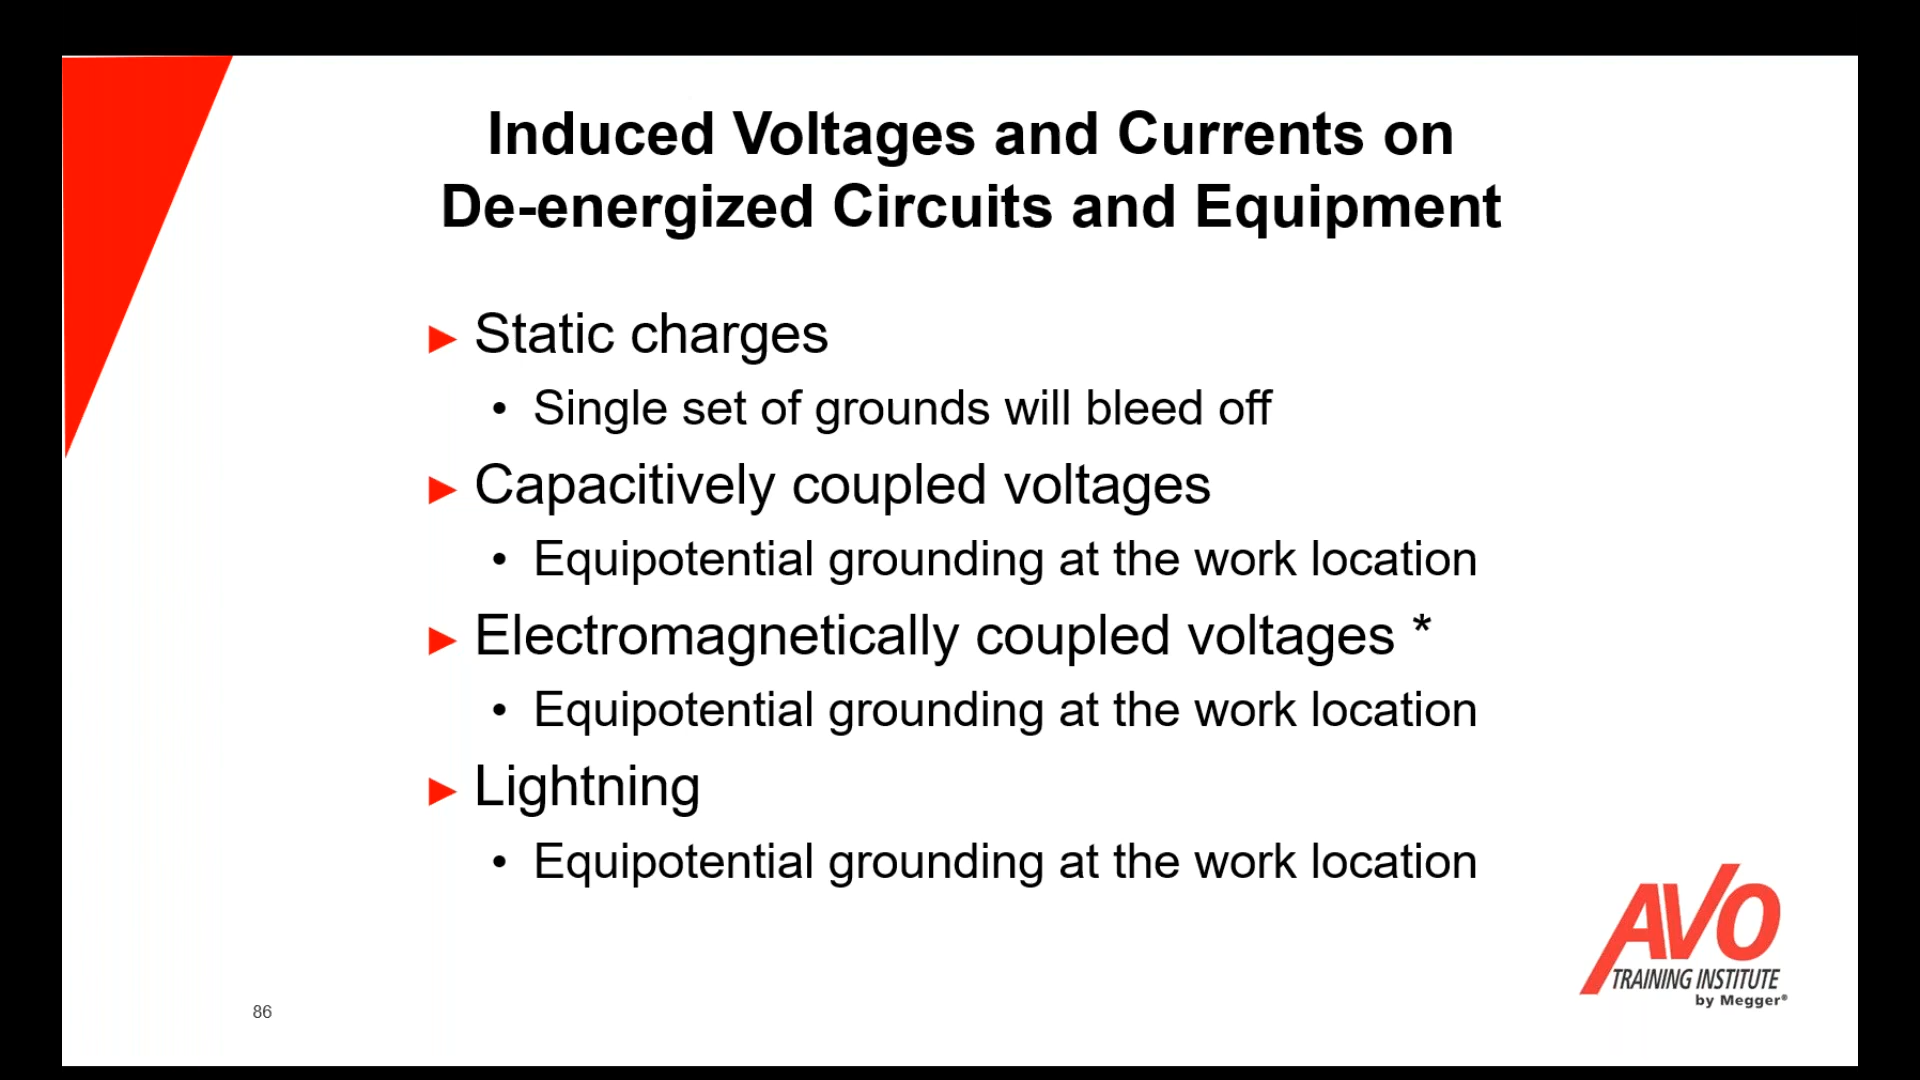 Induced Voltages and Currents on
De-energized Circuits and Equipment
► Static charges
• Single set of grounds will bleed off
► Capacitively coupled voltages
• Equipotential grounding at the work location
► Electromagnetically coupled voltages *
• Equipotential grounding at the work location
► Lightning
• Equipotential grounding at the work location
AVO
TRAINING INSTITUTE
by Megger®
86